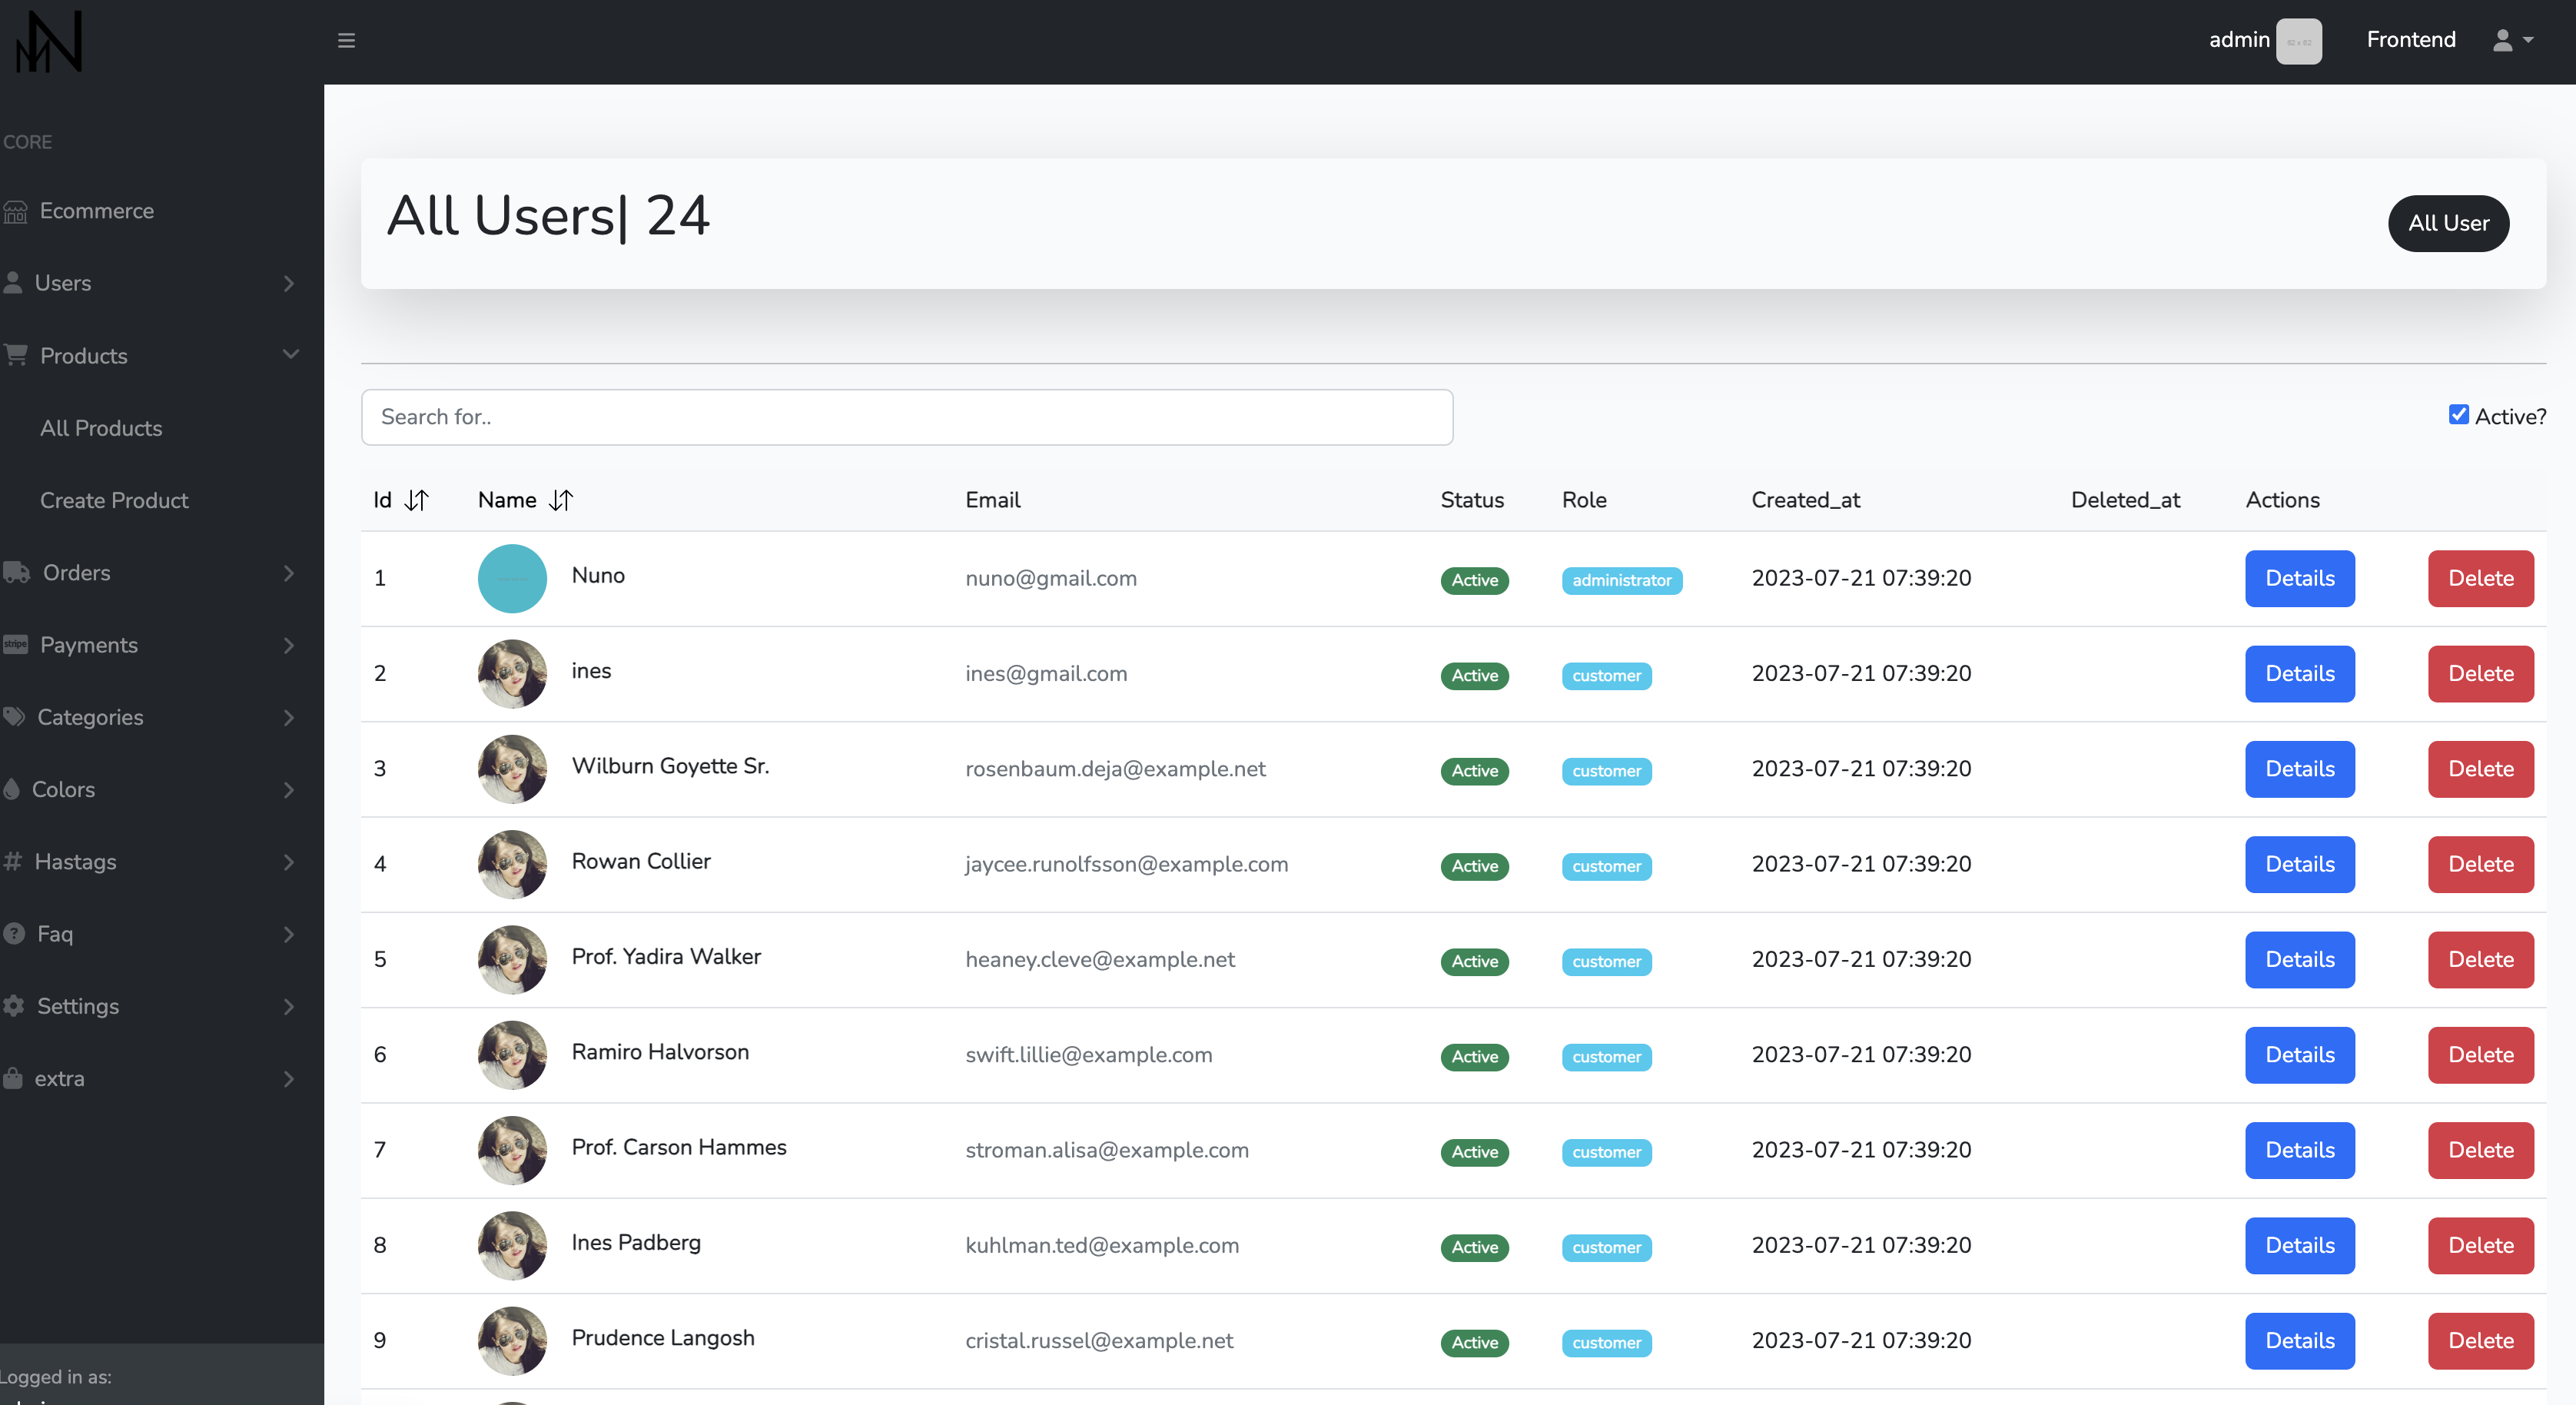 admin 62 x 62 Frontend
CORE
Ecommerce
Users
Products
All Products
Create Product
Orders
stripe Payments
Categories
Colors
Hastags
Faq
Settings
extra
Logged in as:
All Users| 24
All User
Search for..
Active?
Id Name Email Status Role Created_at Deleted_at Actions
1 Nuno nuno@gmail.com Active administrator 2023-07-21 07:39:20 Details Delete
2 ines ines@gmail.com Active customer 2023-07-21 07:39:20 Details Delete
3 Wilburn Goyette Sr. rosenbaum.deja@example.net Active customer 2023-07-21 07:39:20 Details Delete
4 Rowan Collier jaycee.runolfsson@example.com Active customer 2023-07-21 07:39:20 Details Delete
5 Prof. Yadira Walker heaney.cleve@example.net Active customer 2023-07-21 07:39:20 Details Delete
6 Ramiro Halvorson swift.lillie@example.com Active customer 2023-07-21 07:39:20 Details Delete
7 Prof. Carson Hammes stroman.alisa@example.com Active customer 2023-07-21 07:39:20 Details Delete
8 Ines Padberg kuhlman.ted@example.com Active customer 2023-07-21 07:39:20 Details Delete
9 Prudence Langosh cristal.russel@example.net Active customer 2023-07-21 07:39:20 Details Delete